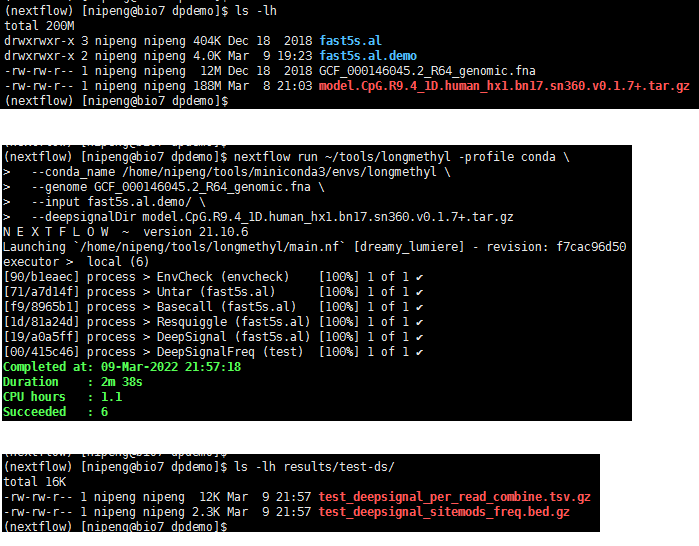 (nextflow) [nipeng@bio7 dpdemo]$ ls -lh
total 200M
drwxrwxr-x 3 nipeng nipeng 404K Dec 18  2018 fast5s.al
drwxrwxr-x 2 nipeng nipeng 4.0K Mar  9 19:23 fast5s.al.demo
-rw-rw-r-- 1 nipeng nipeng  12M Dec 18  2018 GCF_000146045.2_R64_genomic.fna
-rw-rw-r-- 1 nipeng nipeng 188M Mar  8 21:03 model.CpG.R9.4_1D.human_hx1.bn17.sn360.v0.1.7+.tar.gz
(nextflow) [nipeng@bio7 dpdemo]$
(nextflow) [nipeng@bio7 dpdemo]$ nextflow run ~/tools/longmethyl -profile conda \
>   --conda_name /home/nipeng/tools/miniconda3/envs/longmethyl \
>   --genome GCF_000146045.2_R64_genomic.fna \
>   --input fast5s.al.demo/ \
>   --deepsignalDir model.CpG.R9.4_1D.human_hx1.bn17.sn360.v0.1.7+.tar.gz
N E X T F L O W  ~  version 21.10.6
Launching `/home/nipeng/tools/longmethyl/main.nf` [dreamy_lumiere] - revision: f7cac96d50
executor >  local (6)
[90/b1eaec] process > EnvCheck (envcheck)    [100%] 1 of 1 ✔
[71/a7d14f] process > Untar (fast5s.al)      [100%] 1 of 1 ✔
[f9/8965b1] process > Basecall (fast5s.al)   [100%] 1 of 1 ✔
[1d/81a24d] process > Resquiggle (fast5s.al) [100%] 1 of 1 ✔
[19/a0a5ff] process > DeepSignal (fast5s.al) [100%] 1 of 1 ✔
[00/415c46] process > DeepSignalFreq (test)  [100%] 1 of 1 ✔
Completed at: 09-Mar-2022 21:57:18
Duration    : 2m 38s
CPU hours   : 1.1
Succeeded   : 6
(nextflow) [nipeng@bio7 dpdemo]$ ls -lh results/test-ds/
total 16K
-rw-rw-r-- 1 nipeng nipeng  12K Mar  9 21:57 test_deepsignal_per_read_combine.tsv.gz
-rw-rw-r-- 1 nipeng nipeng 2.3K Mar  9 21:57 test_deepsignal_sitemods_freq.bed.gz
(nextflow) [nipeng@bio7 dpdemo]$